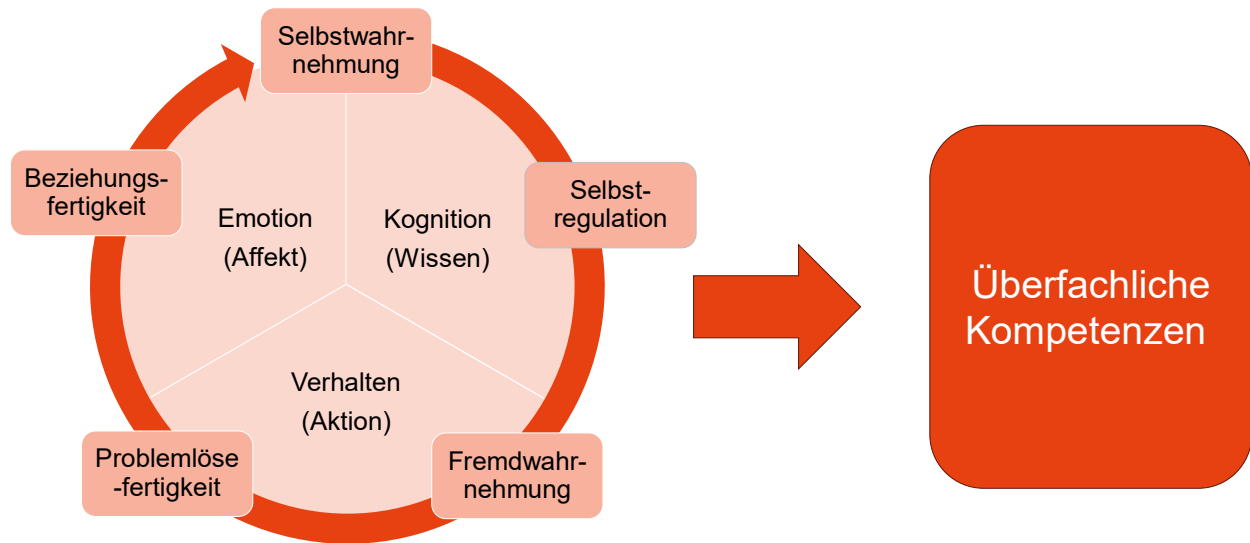 Selbstwahr-
nehmung
Beziehungs-
fertigkeit
Selbst-
regulation
Emotion
(Affekt)
Kognition
(Wissen)
Überfachliche
Kompetenzen
Verhalten
(Aktion)
Problemlöse
-fertigkeit
Fremdwahr-
nehmung